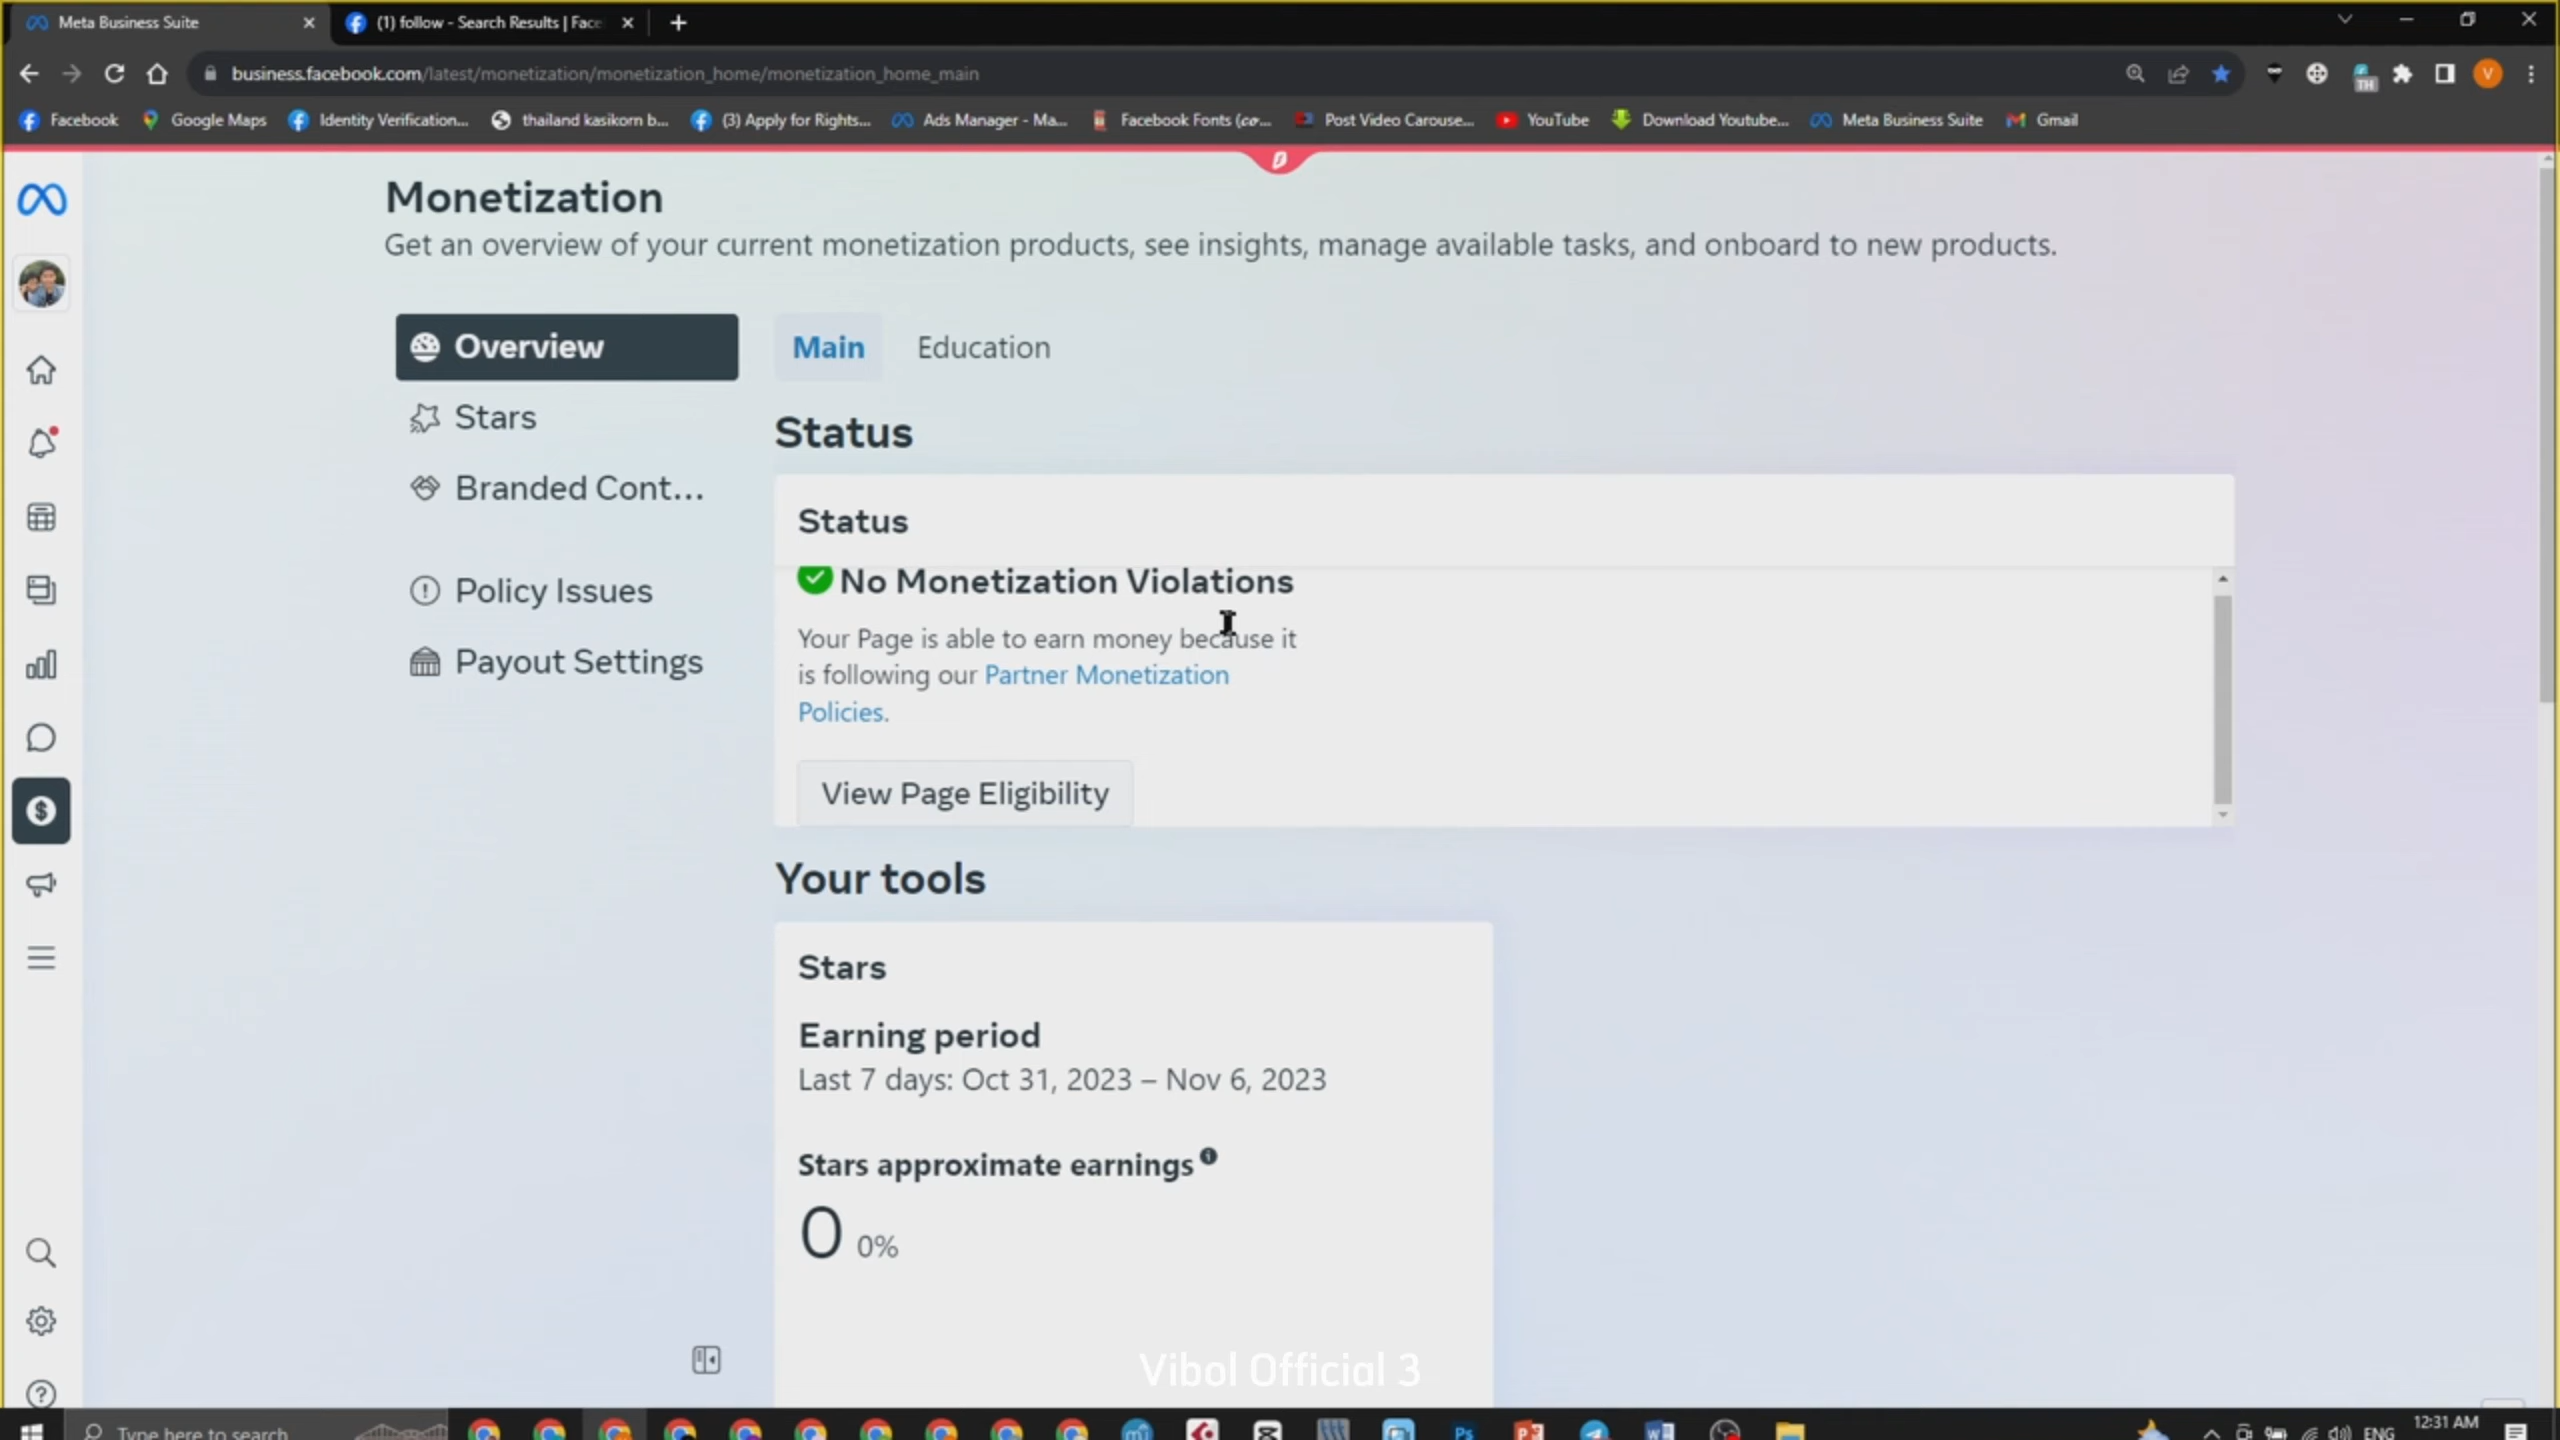 Meta Business Suite
(1) follow - Search Results | Face
business.facebook.com/latest/monetization/monetization_home/monetization_home_main
TH
V
Facebook
Google Maps
Identity Verification...
thailand kasikorn b...
(3) Apply for Rights...
Ads Manager - Ma...
Facebook Fonts (𝓬𝓸...
Post Video Carouse...
YouTube
Download Youtube...
Meta Business Suite
Gmail
Monetization
Get an overview of your current monetization products, see insights, manage available tasks, and onboard to new products.
Overview
Stars
Branded Cont...
Policy Issues
Payout Settings
Main
Education
Status
Status
No Monetization Violations
Your Page is able to earn money because it
is following our Partner Monetization
Policies.
View Page Eligibility
Your tools
Stars
Earning period
Last 7 days: Oct 31, 2023 – Nov 6, 2023
Stars approximate earnings
0 0%
Vibol Official 3
Type here to search
Ps
ENG
12:31 AM